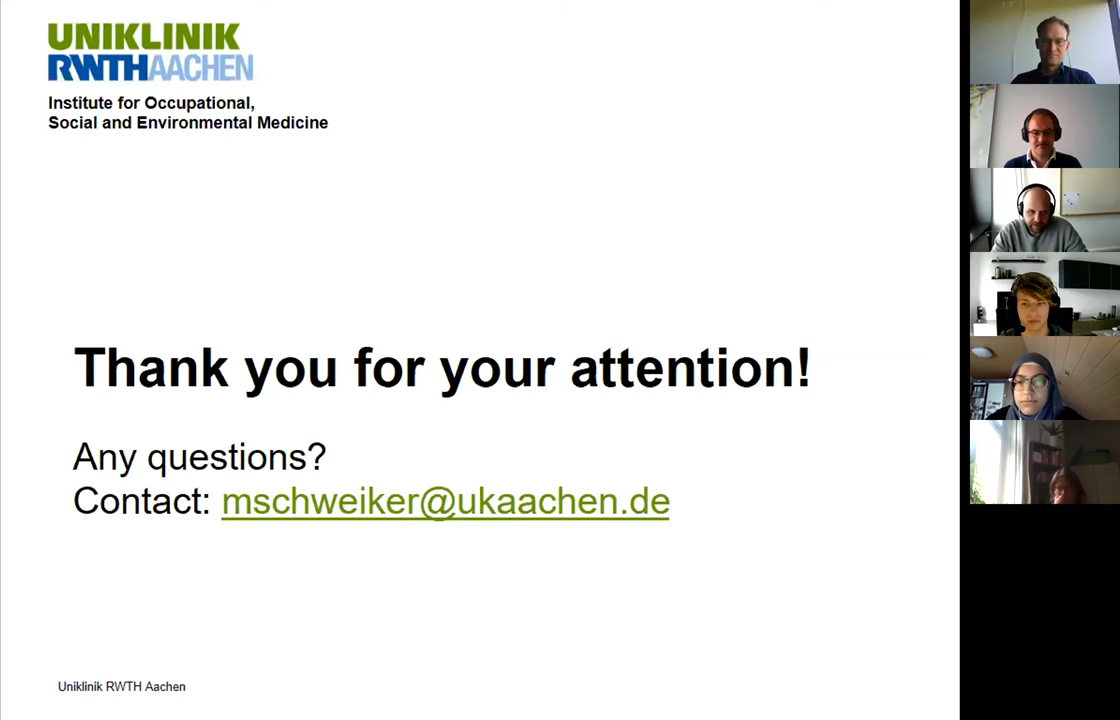 UNIKLINIK
RWTHAACHEN
Institute for Occupational,
Social and Environmental Medicine
Thank you for your attention!
Any questions?
Contact: mschweiker@ukaachen.de
Uniklinik RWTH Aachen